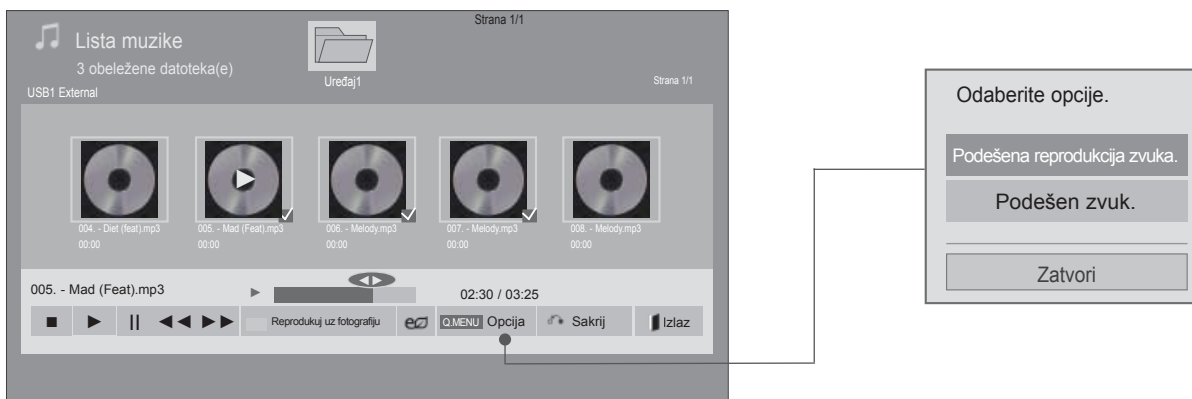 Strana 1/1
Lista muzike
3 obeležene datoteka(e)
Uređaj1
Strana 1/1
USB1 External
004. - Diet (feat).mp3
00:00
005. - Mad (Feat).mp3
00:00
006. - Melody.mp3
00:00
007. - Melody.mp3
00:00
008. - Melody.mp3
00:00
005. - Mad (Feat).mp3
02:30 / 03:25
Reprodukuj uz fotografiju
Q.MENU Opcija
Sakrij
Izlaz
Odaberite opcije.
Podešena reprodukcija zvuka.
Podešen zvuk.
Zatvori